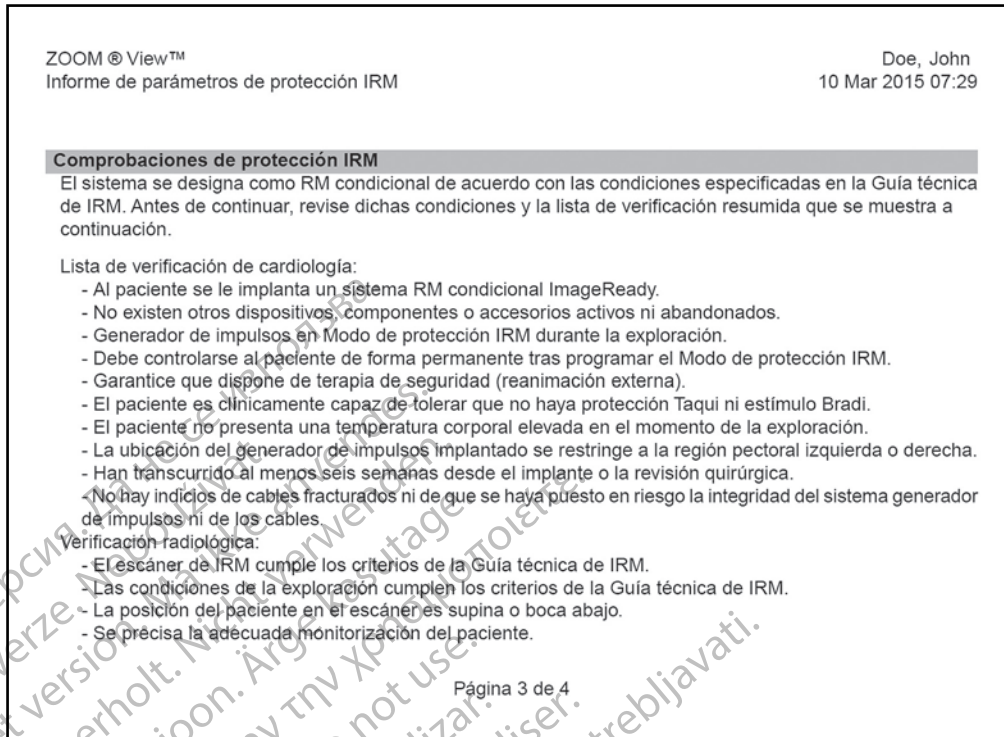 ZOOM ® View™
Doe, John
Informe de parámetros de protección IRM
10 Mar 2015 07:29
Comprobaciones de protección IRM
El sistema se designa como RM condicional de acuerdo con las condiciones especificadas en la Guía técnica
de IRM. Antes de continuar, revise dichas condiciones y la lista de verificación resumida que se muestra a
continuación.
Lista de verificación de cardiología:
- Al paciente se le implanta un sistema RM condicional ImageReady.
- No existen otros dispositivos, componentes o accesorios activos ni abandonados.
- Generador de impulsos en Modo de protección IRM durante la exploración.
- Debe controlarse al paciente de forma permanente tras programar el Modo de protección IRM.
- Garantice que dispone de terapia de seguridad (reanimación externa).
- El paciente es clínicamente capaz de tolerar que no haya protección Taqui ni estímulo Bradi.
- El paciente no presenta una temperatura corporal elevada en el momento de la exploración.
- La ubicación del generador de impulsos implantado se restringe a la región pectoral izquierda o derecha.
- Han transcurrido al menos seis semanas desde el implante o la revisión quirúrgica.
- No hay indicios de cables fracturados ni de que se haya puesto en riesgo la integridad del sistema generador
de impulsos ni de los cables.
Verificación radiológica:
- El escáner de IRM cumple los criterios de la Guía técnica de IRM.
- Las condiciones de la exploración cumplen los criterios de la Guía técnica de IRM.
- La posición del paciente en el escáner es supina o boca abajo.
- Se precisa la adecuada monitorización del paciente.
Página 3 de 4